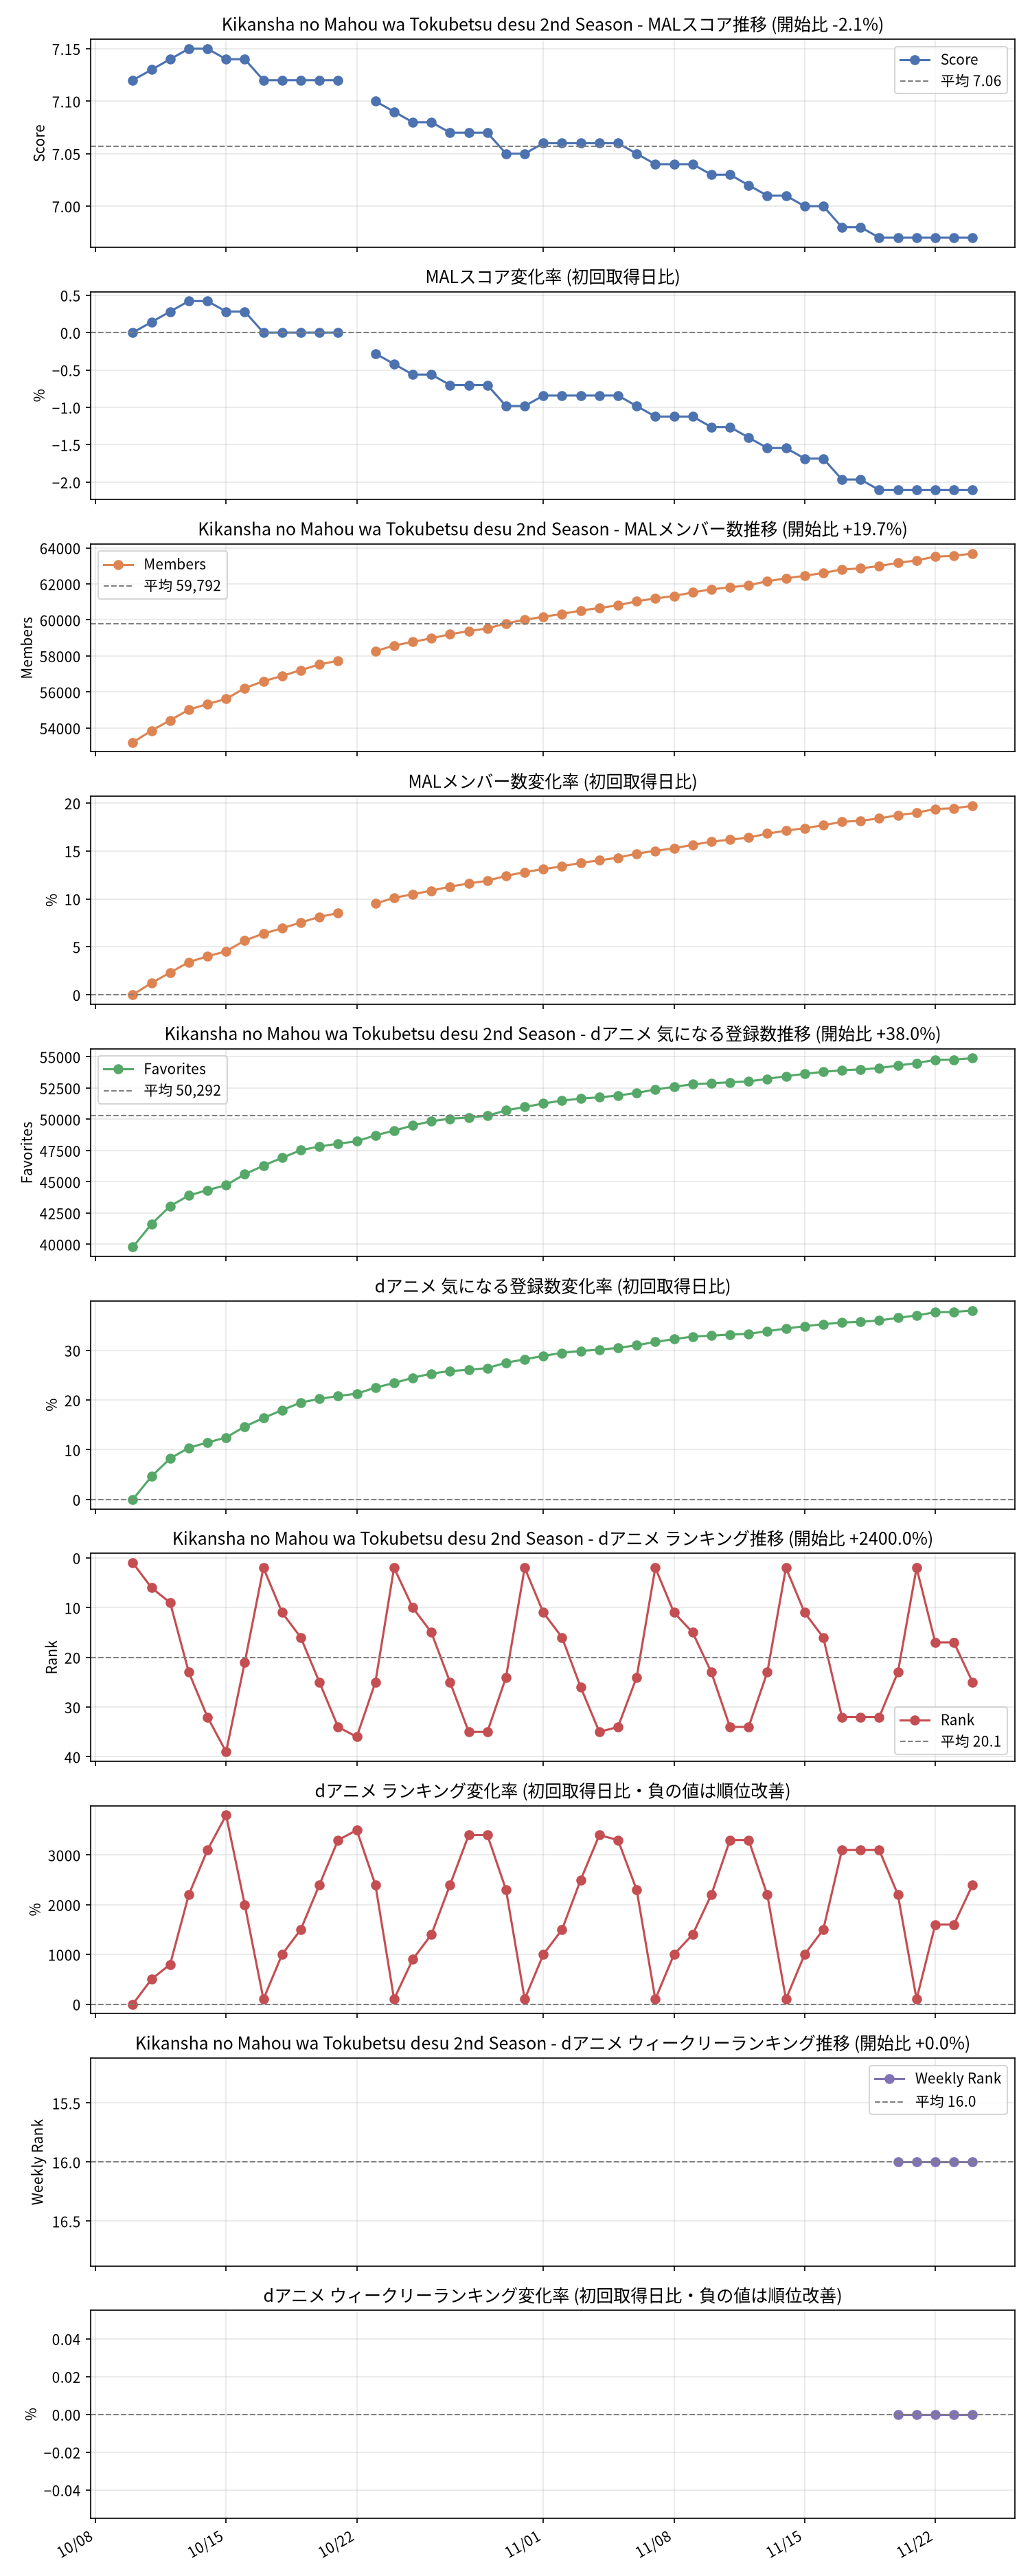 Kikansha no Mahou wa Tokubetsu desu 2nd Season - MALスコア推移 (開始比 -2.1%)
7.15
7.10
7.05
7.00
Score
Score
平均 7.06
MALスコア変化率 (初回取得日比)
0.5
0.0
−0.5
−1.0
−1.5
−2.0
%
Kikansha no Mahou wa Tokubetsu desu 2nd Season - MALメンバー数推移 (開始比 +19.7%)
64000
62000
60000
58000
56000
54000
Members
Members
平均 59,792
MALメンバー数変化率 (初回取得日比)
20
15
10
5
0
%
Kikansha no Mahou wa Tokubetsu desu 2nd Season - dアニメ 気になる登録数推移 (開始比 +38.0%)
55000
52500
50000
47500
45000
42500
40000
Favorites
Favorites
平均 50,292
dアニメ 気になる登録数変化率 (初回取得日比)
30
20
10
0
%
Kikansha no Mahou wa Tokubetsu desu 2nd Season - dアニメ ランキング推移 (開始比 +2400.0%)
0
10
20
30
40
Rank
Rank
平均 20.1
dアニメ ランキング変化率 (初回取得日比・負の値は順位改善)
3000
2000
1000
0
%
Kikansha no Mahou wa Tokubetsu desu 2nd Season - dアニメ ウィークリーランキング推移 (開始比 +0.0%)
15.5
16.0
16.5
Weekly Rank
Weekly Rank
平均 16.0
dアニメ ウィークリーランキング変化率 (初回取得日比・負の値は順位改善)
0.04
0.02
0.00
−0.02
−0.04
%
10/08
10/15
10/22
11/01
11/08
11/15
11/22